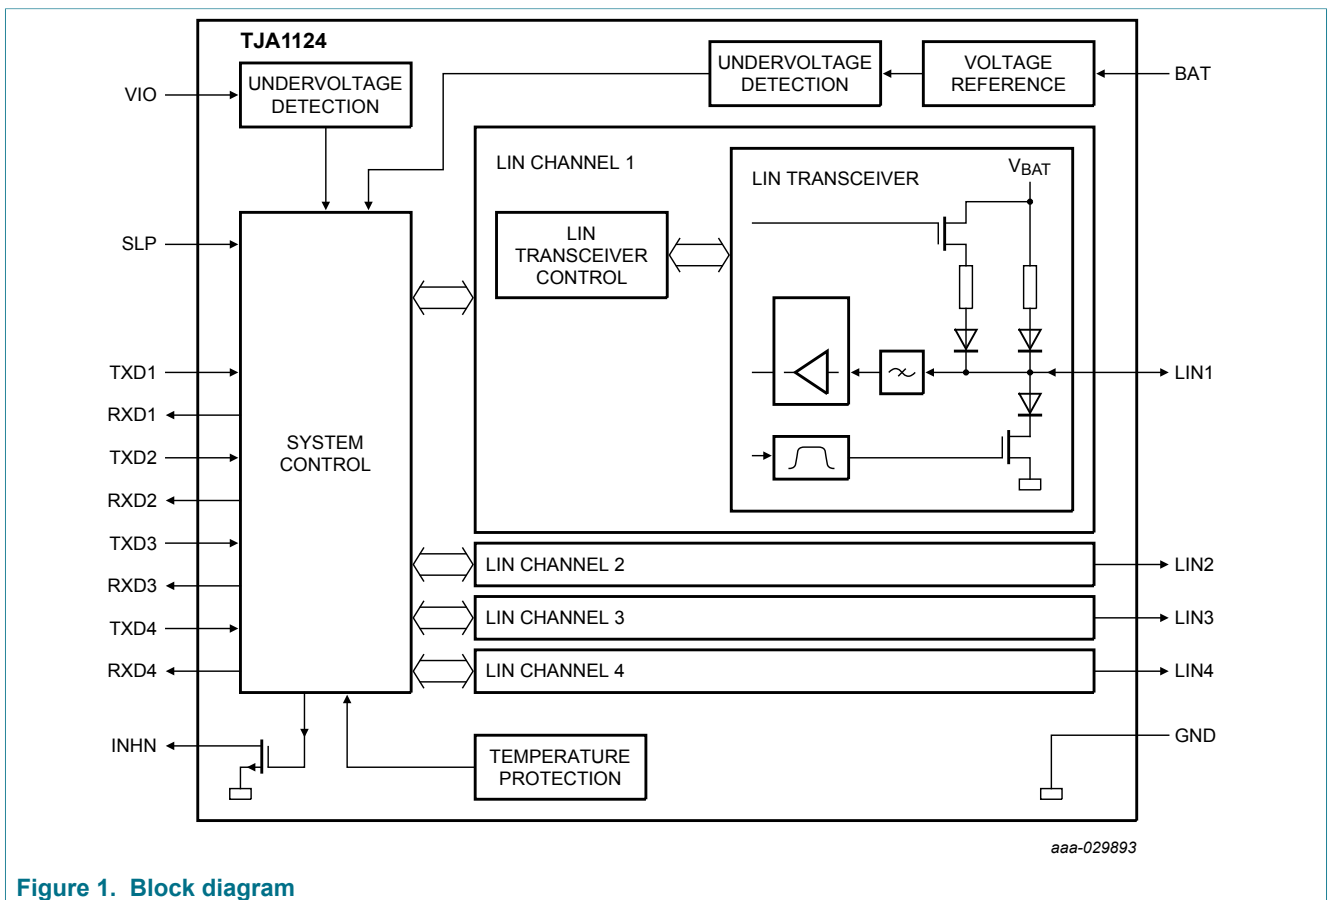 TJA1124
UNDERVOLTAGE
DETECTION
UNDERVOLTAGE
DETECTION
VOLTAGE
REFERENCE
BAT
VIO
LIN CHANNEL 1
LIN TRANSCEIVER
VBAT
LIN
TRANSCEIVER
CONTROL
SLP
TXD1
RXD1
TXD2
RXD2
TXD3
RXD3
TXD4
RXD4
SYSTEM
CONTROL
LIN1
LIN CHANNEL 2
LIN2
LIN CHANNEL 3
LIN3
LIN CHANNEL 4
LIN4
INHN
TEMPERATURE
PROTECTION
GND
aaa-029893
Figure 1. Block diagram